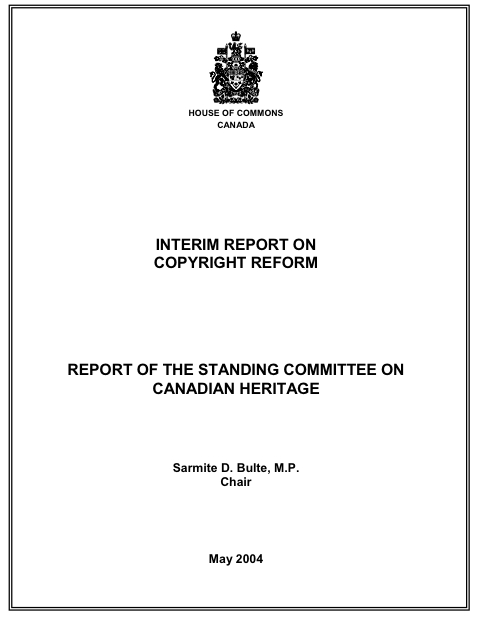 HOUSE OF COMMONS
CANADA
INTERIM REPORT ON
COPYRIGHT REFORM
REPORT OF THE STANDING COMMITTEE ON
CANADIAN HERITAGE
Sarmite D. Bulte, M.P.
Chair
May 2004